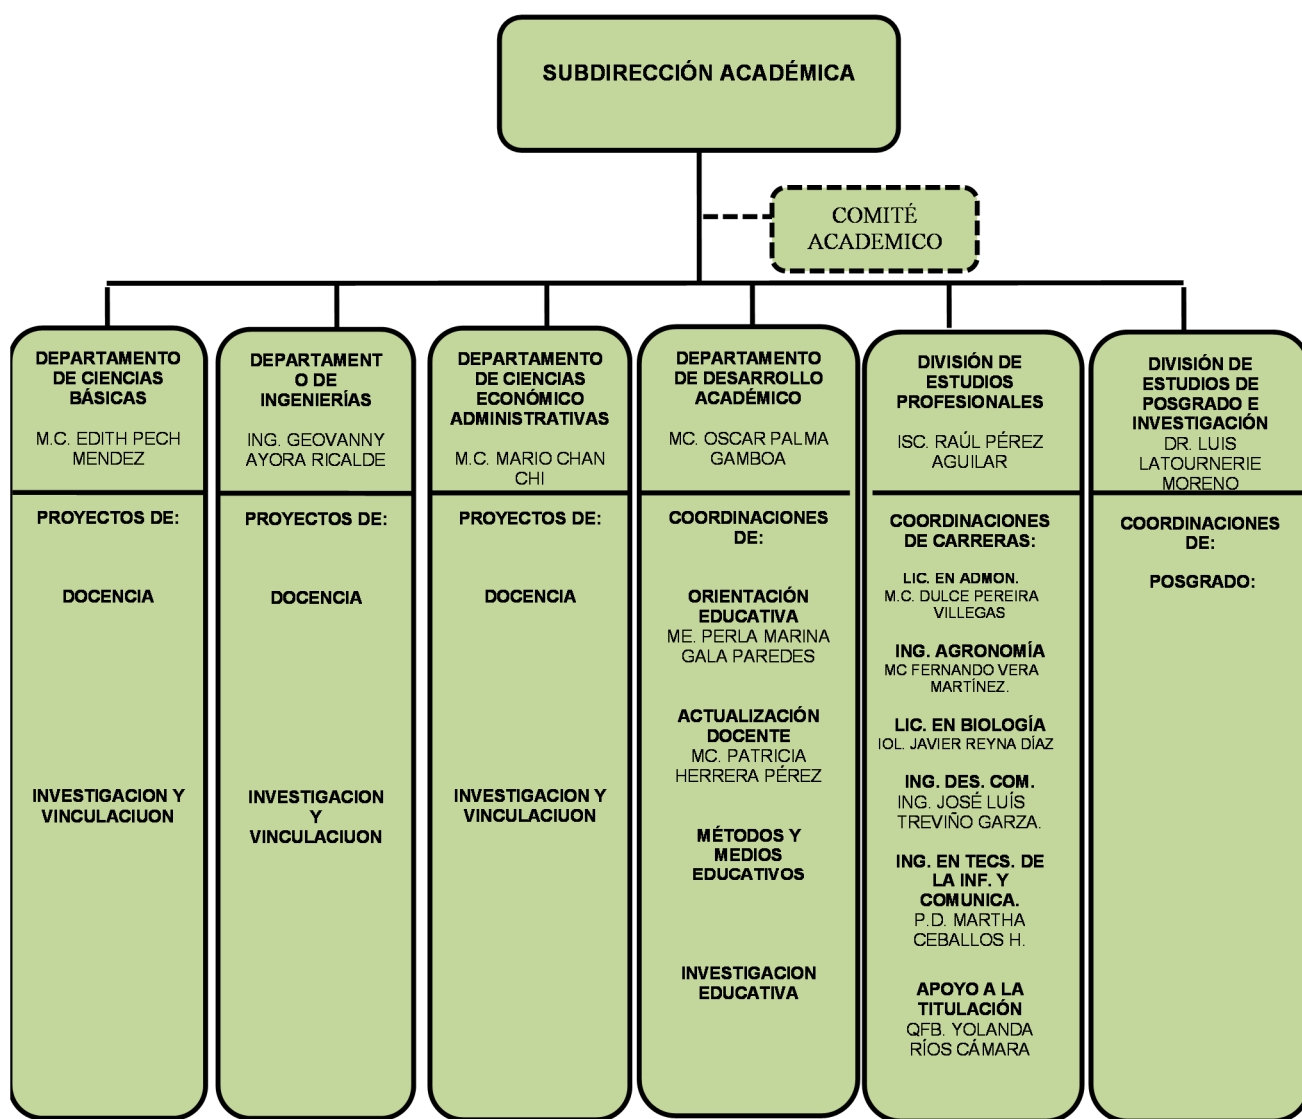 SUBDIRECCIÓN ACADÉMICA
COMITÉ
ACADEMICO
DEPARTAMENTO
DE CIENCIAS
BÁSICAS
M.C. EDITH PECH
MENDEZ
PROYECTOS DE:
DOCENCIA
INVESTIGACION Y
VINCULACIUON
DEPARTAMENT
O DE
INGENIERÍAS
ING. GEOVANNY
AYORA RICALDE
PROYECTOS DE:
DOCENCIA
INVESTIGACION
Y
VINCULACIUON
DEPARTAMENTO
DE CIENCIAS
ECONÓMICO
ADMINISTRATIVAS
M.C. MARIO CHAN
CHI
PROYECTOS DE:
DOCENCIA
INVESTIGACION Y
VINCULACIUON
DEPARTAMENTO
DE DESARROLLO
ACADÉMICO
MC. OSCAR PALMA
GAMBOA
COORDINACIONES
DE:
ORIENTACIÓN
EDUCATIVA
ME. PERLA MARINA
GALA PAREDES
ACTUALIZACIÓN
DOCENTE
MC. PATRICIA
HERRERA PÉREZ
MÉTODOS Y
MEDIOS
EDUCATIVOS
INVESTIGACION
EDUCATIVA
DIVISIÓN DE
ESTUDIOS
PROFESIONALES
ISC. RAÚL PÉREZ
AGUILAR
COORDINACIONES
DE CARRERAS:
LIC. EN ADMON.
M.C. DULCE PEREIRA
VILLEGAS
ING. AGRONOMÍA
MC FERNANDO VERA
MARTÍNEZ.
LIC. EN BIOLOGÍA
IOL. JAVIER REYNA DÍAZ
ING. DES. COM.
ING. JOSÉ LUÍS
TREVIÑO GARZA.
ING. EN TECS. DE
LA INF. Y
COMUNICA.
P.D. MARTHA
CEBALLOS H.
APOYO A LA
TITULACIÓN
QFB. YOLANDA
RÍOS CÁMARA
DIVISIÓN DE
ESTUDIOS DE
POSGRADO E
INVESTIGACIÓN
DR. LUIS
LATOURNERIE
MORENO
COORDINACIONES
DE:
POSGRADO: